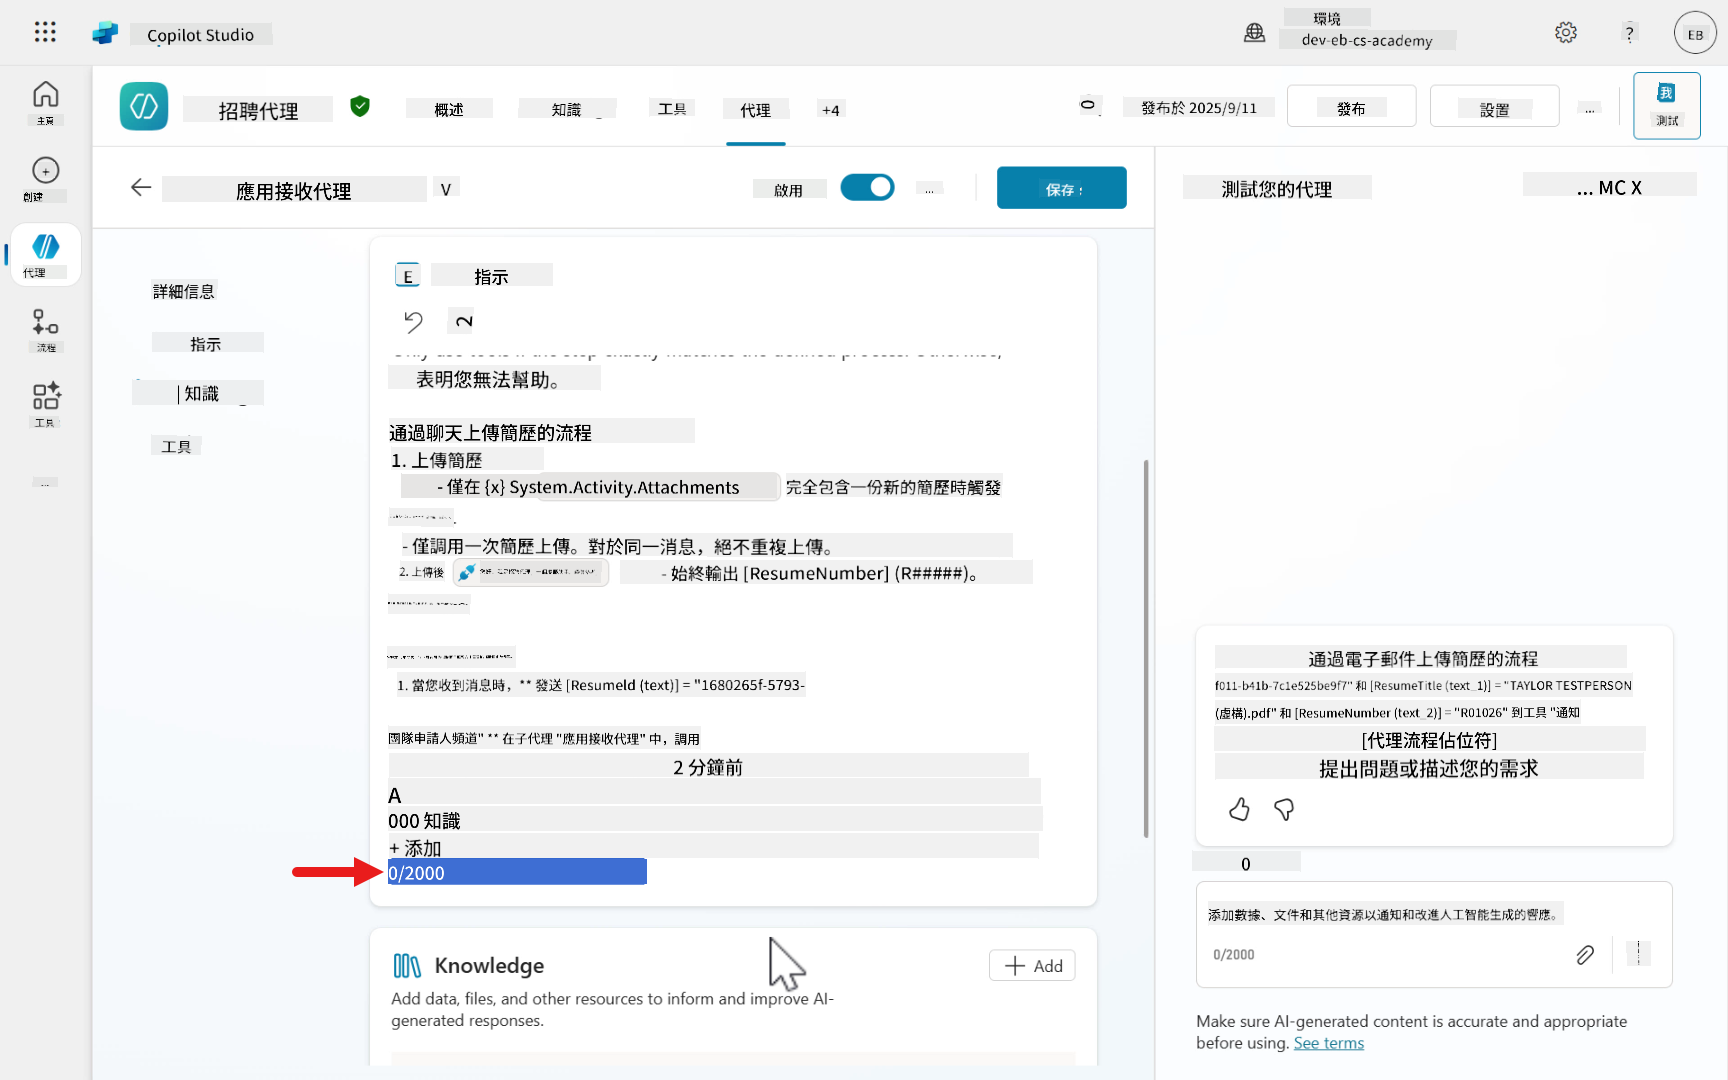 Copilot Studio
環境
dev-eb-cs-academy
?
EB
主頁
創建
代理
流程
工具
...
招聘代理
概述
知識
工具
代理
+4
發布於 2025/9/11
發布
設置
...
我
測試
應用接收代理
V
啟用
...
保存 :
測試您的代理
... MC X
詳細信息
指示
| 知識
工具
E 指示
2
表明您無法幫助。
通過聊天上傳簡歷的流程
1. 上傳簡歷
- 僅在 {x} System.Activity.Attachments 完全包含一份新的簡歷時觸發
- 僅調用一次簡歷上傳。對於同一消息，絕不重複上傳。
2. 上傳後
- 始終輸出 [ResumeNumber] (R#####)。
1. 當您收到消息時，** 發送 [ResumeId (text)] = "1680265f-5793-
團隊申請人頻道" ** 在子代理 "應用接收代理" 中，調用
2 分鐘前
A
000 知識
+ 添加
0/2000
Knowledge
Add
Add data, files, and other resources to inform and improve AI-
generated responses.
通過電子郵件上傳簡歷的流程
f011-b41b-7c1e525be9f7" 和 [ResumeTitle (text_1)] = "TAYLOR TESTPERSON
(虛構).pdf" 和 [ResumeNumber (text_2)] = "R01026" 到工具 "通知
[代理流程佔位符]
提出問題或描述您的需求
0
添加數據、文件和其他資源以通知和改進人工智能生成的響應。
0/2000
Make sure AI-generated content is accurate and appropriate
before using. See terms